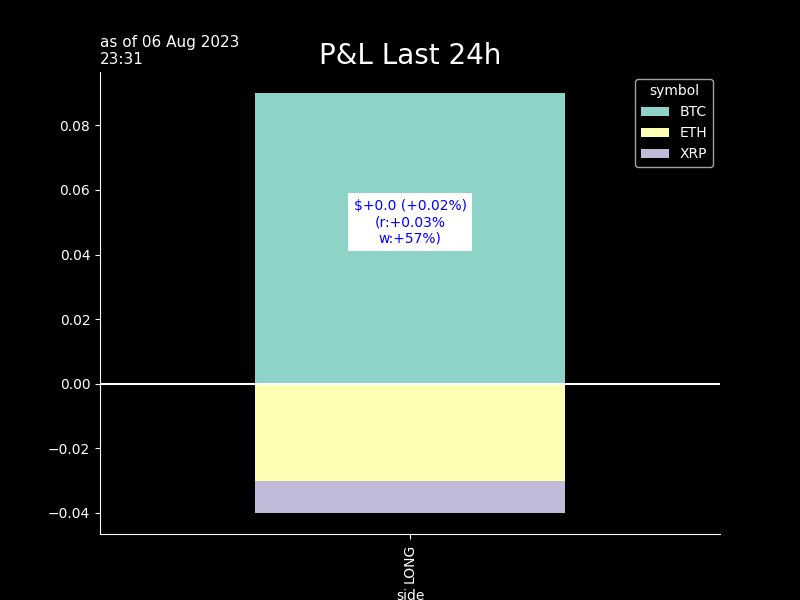 as of 06 Aug 2023
23:31
P&L Last 24h
symbol
BTC
ETH
XRP
0.08
0.06
0.04
0.02
0.00
−0.02
−0.04
$+0.0 (+0.02%)
(r:+0.03%
w:+57%)
LONG
side